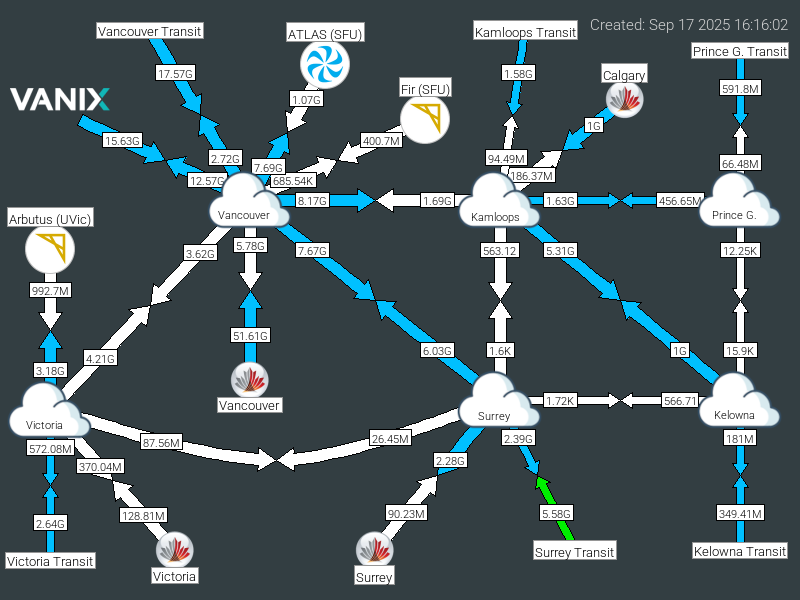 Created: Sep 17 2025 16:16:02
Vancouver Transit
ATLAS (SFU)
Kamloops Transit
Prince G. Transit
17.57G
1.58G
Calgary
591.8M
VANIX
1.07G
Fir (SFU)
1G
15.63G
400.7M
2.72G
7.69G
94.49M
66.48M
12.57G
685.54K
186.37M
8.17G
1.69G
1.63G
456.65M
Arbutus (UVic)
Vancouver
Kamloops
Prince G.
3.62G
5.78G
7.67G
563.12
5.31G
12.25K
992.7M
51.61G
4.21G
6.03G
1.6K
1G
15.9K
3.18G
Vancouver
1.72K
566.71
Victoria
Surrey
Kelowna
87.56M
26.45M
2.39G
181M
572.08M
370.04M
2.28G
128.81M
90.23M
5.58G
349.41M
2.64G
Victoria Transit
Victoria
Surrey
Surrey Transit
Kelowna Transit